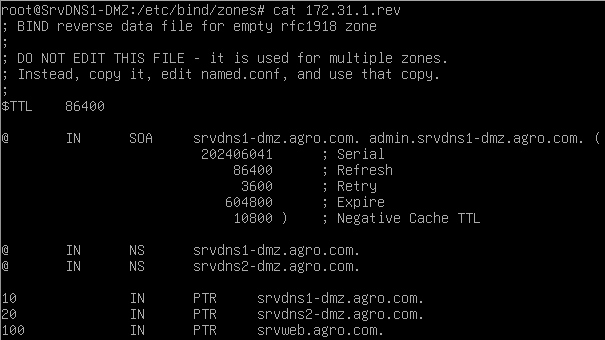 root@SrvDNS1-DMZ:/etc/bind/zones# cat 172.31.1.rev
; BIND reverse data file for empty rfc1918 zone
;
; DO NOT EDIT THIS FILE - it is used for multiple zones.
; Instead, copy it, edit named.conf, and use that copy.
;
$TTL    86400
@       IN      SOA     srvdns1-dmz.agro.com. admin.srvdns1-dmz.agro.com. (
                         202406041      ; Serial
                             86400      ; Refresh
                              3600      ; Retry
                            604800      ; Expire
                             10800 )    ; Negative Cache TTL
@       IN      NS      srvdns1-dmz.agro.com.
@       IN      NS      srvdns2-dmz.agro.com.
10              IN      PTR     srvdns1-dmz.agro.com.
20              IN      PTR     srvdns2-dmz.agro.com.
100             IN      PTR     srvweb.agro.com.